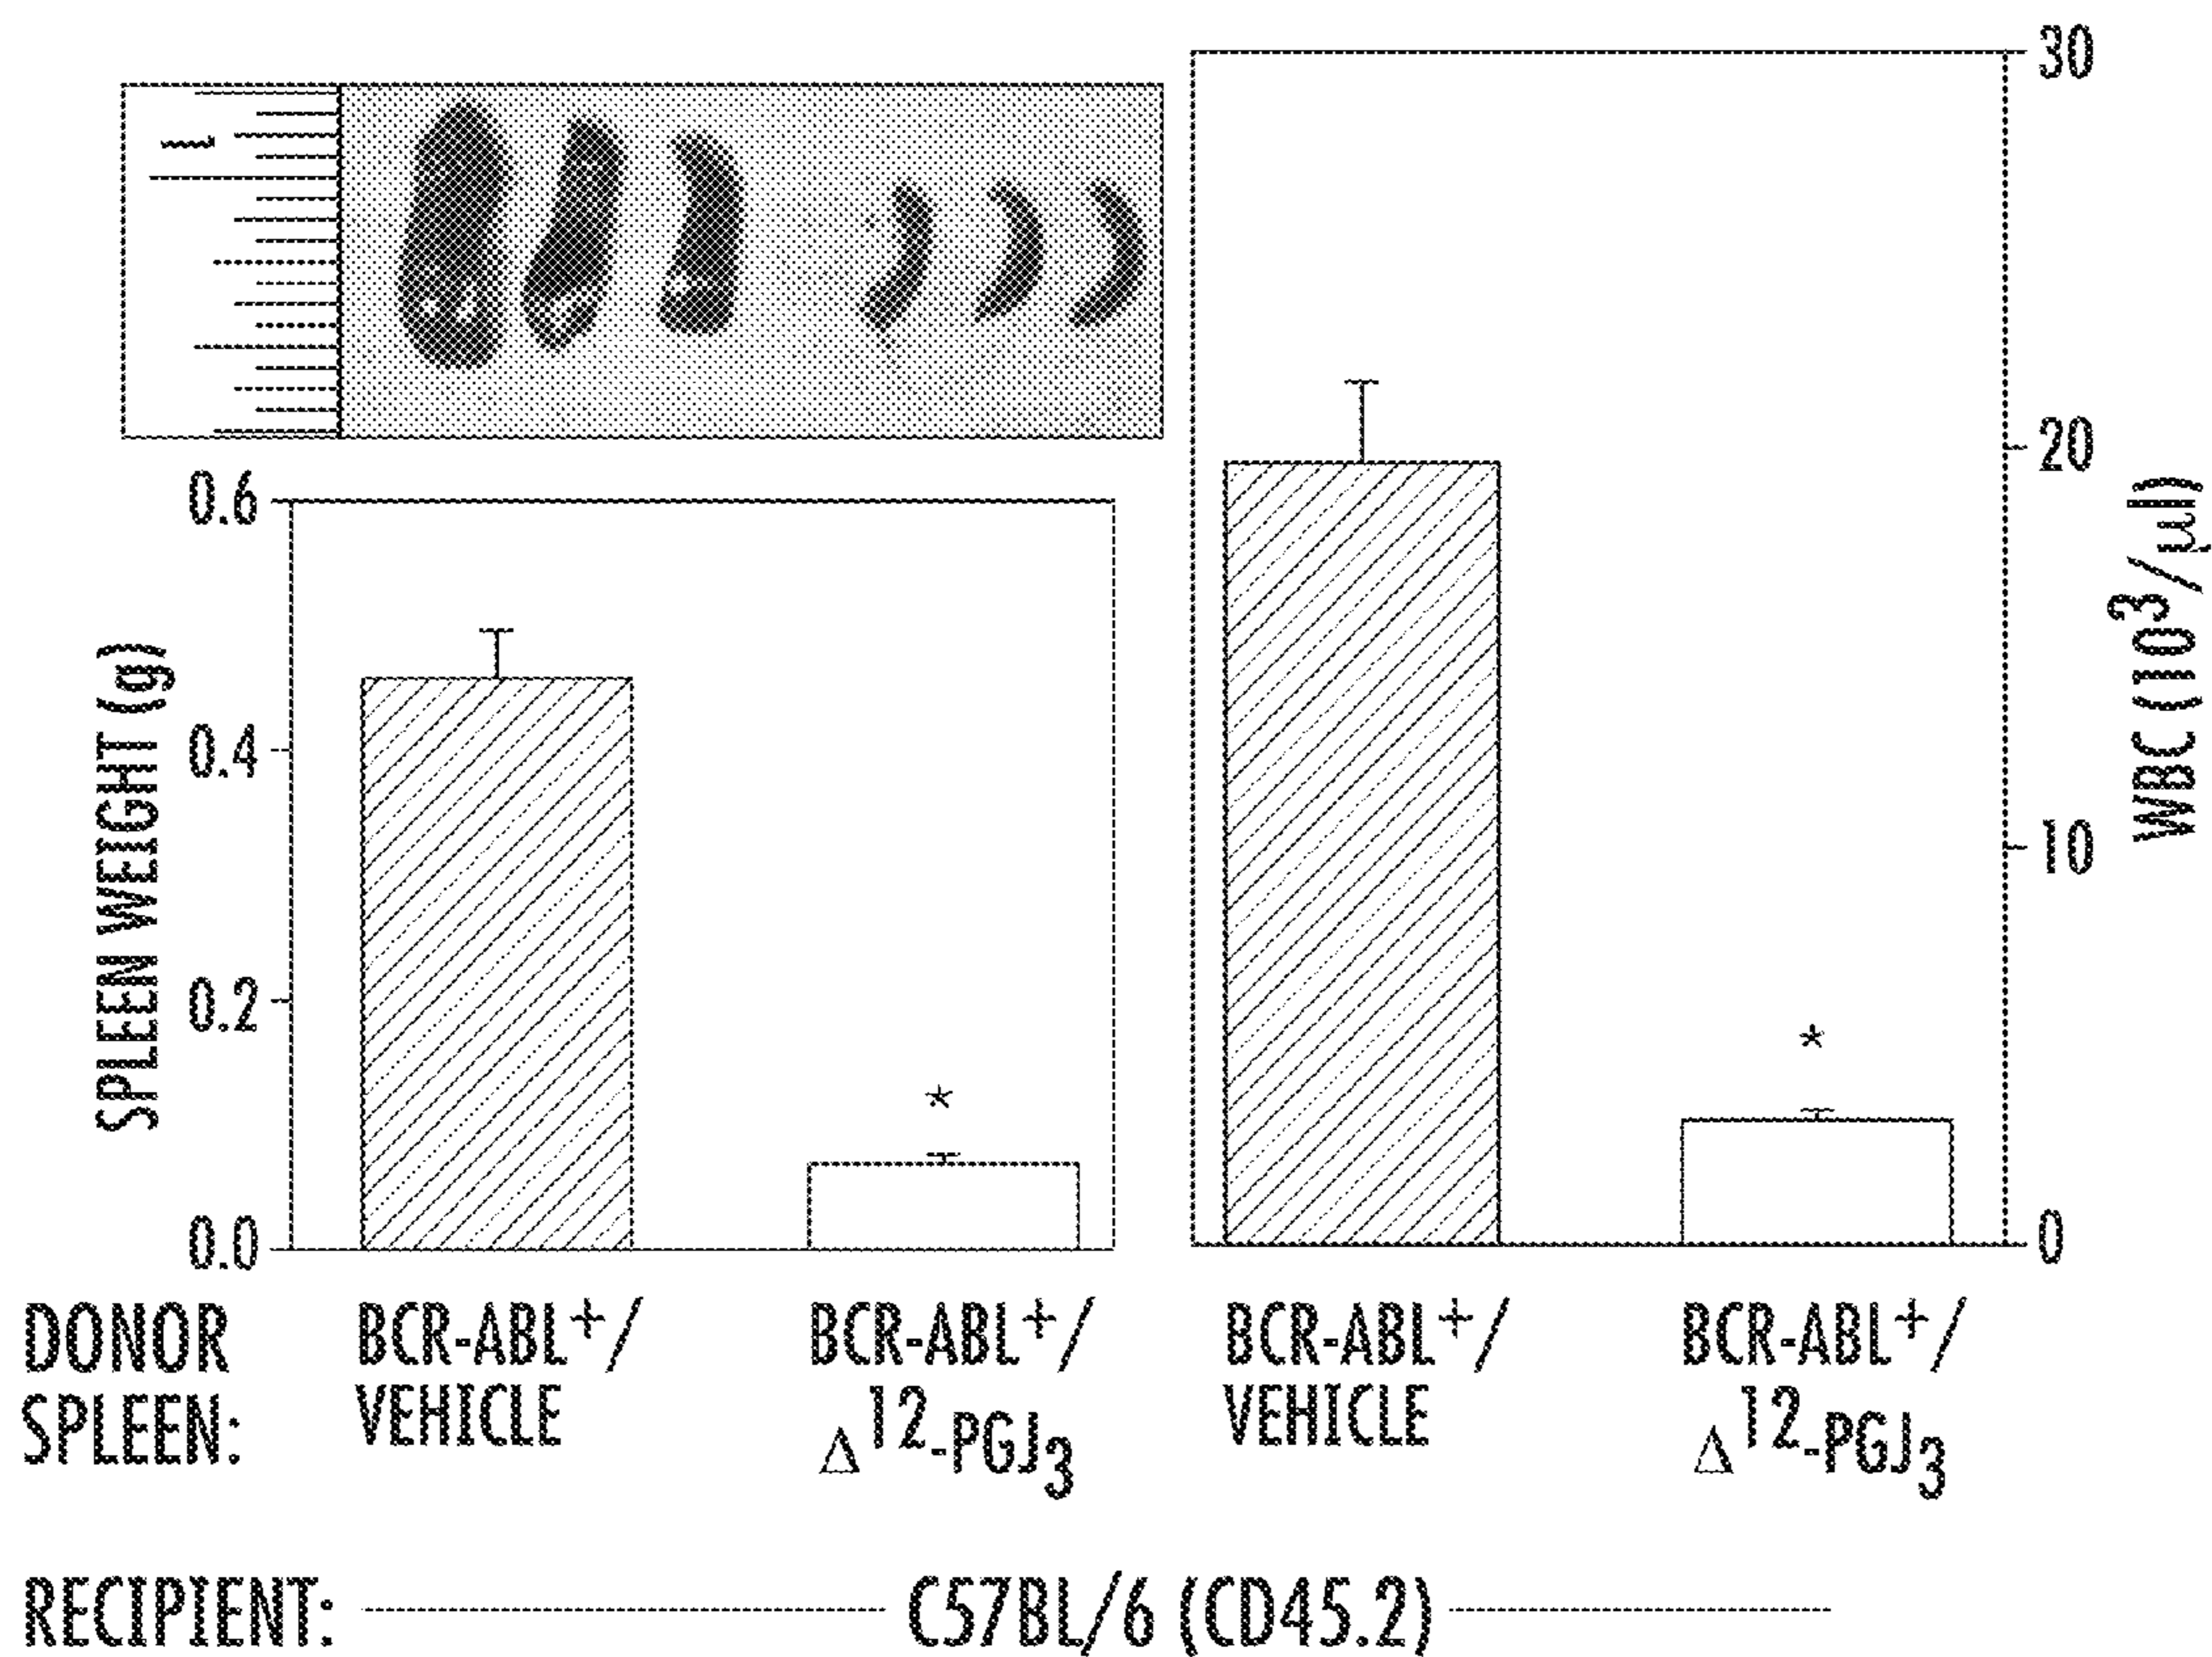 1
0.6
0.4
0.2
0.0
SPLEEN WEIGHT (g)
*
30
20
10
0
WBC (10³/μl)
*
DONOR SPLEEN:
BCR-ABL⁺/
VEHICLE
BCR-ABL⁺/
Δ¹²-PGJ₃
BCR-ABL⁺/
VEHICLE
BCR-ABL⁺/
Δ¹²-PGJ₃
RECIPIENT: C57BL/6 (CD45.2)